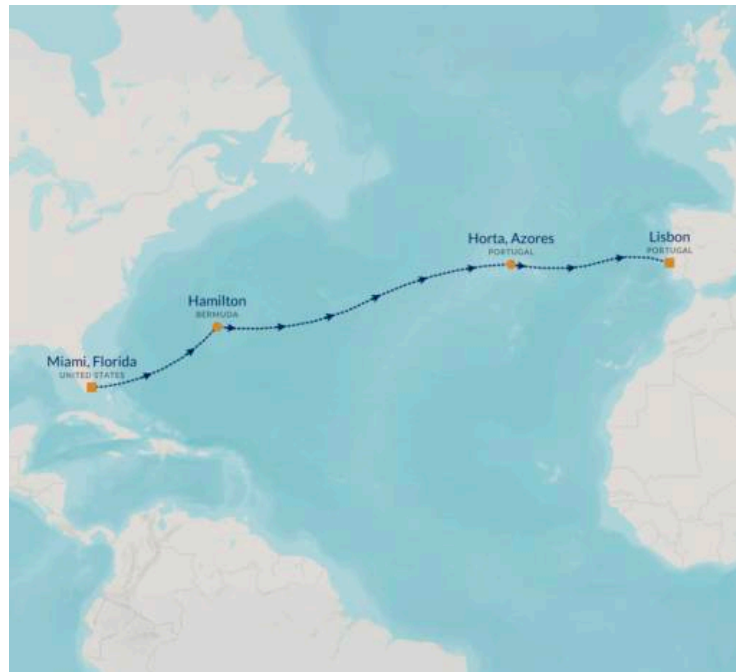 Horta, Azores
PORTUGAL
Lisbon
PORTUGAL
Hamilton
BERMUDA
Miami, Florida
UNITED STATES